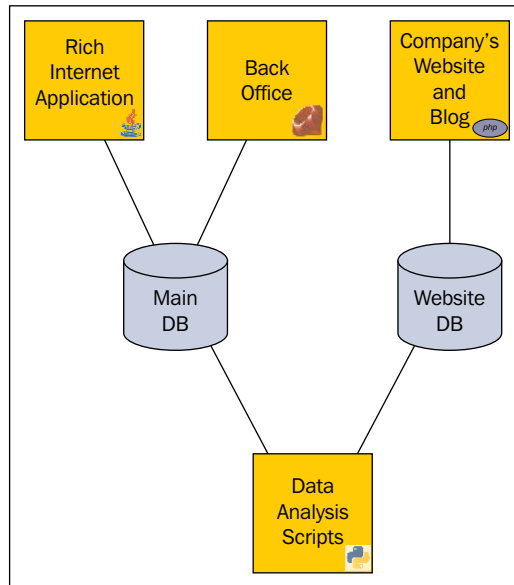 Rich
Internet
Application
Back
Office
Company's
Website
and
Blog
php
Main
DB
Website
DB
Data
Analysis
Scripts